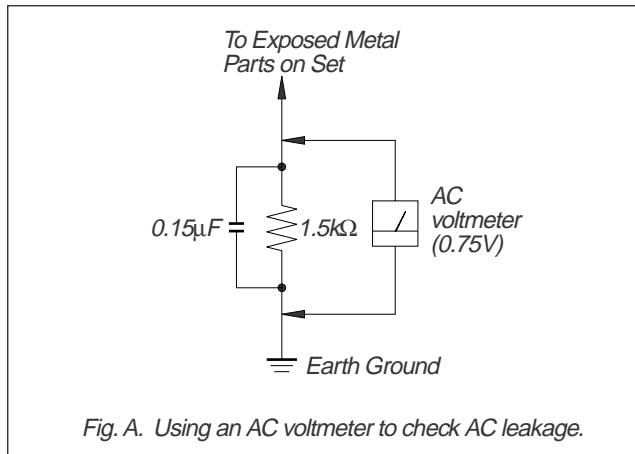 To Exposed Metal
Parts on Set
0.15µF
1.5kΩ
AC
voltmeter
(0.75V)
Earth Ground
Fig. A. Using an AC voltmeter to check AC leakage.